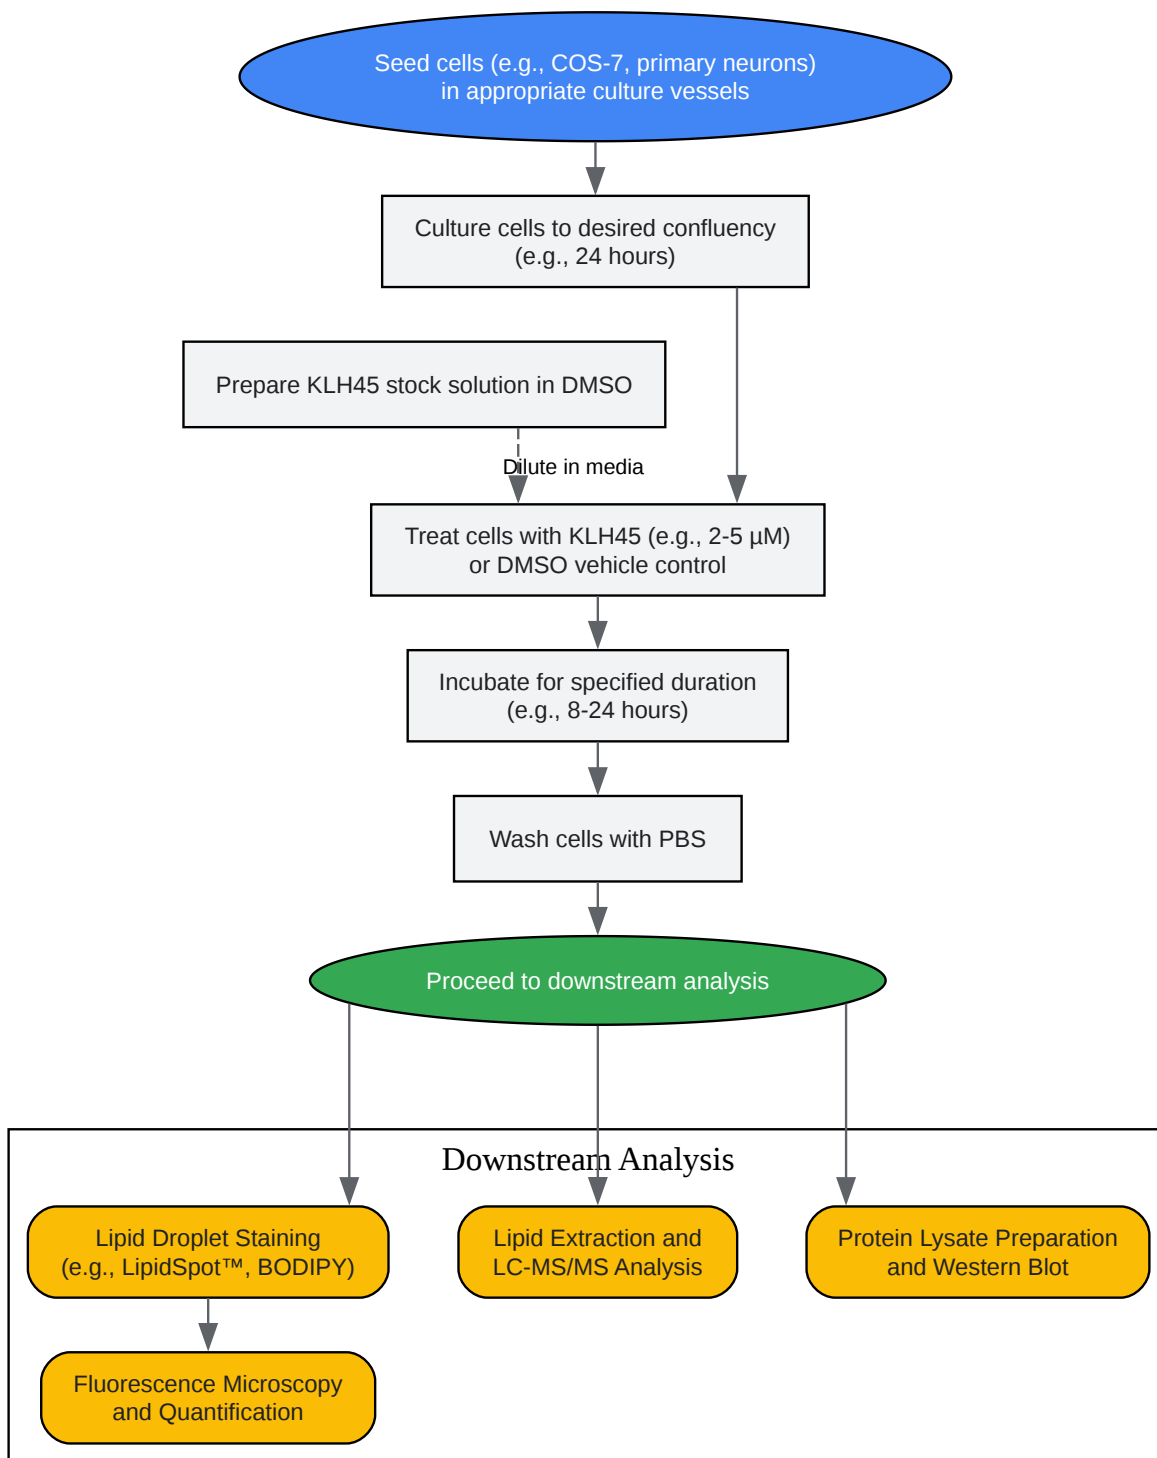 Seed cells (e.g., COS-7, primary neurons)
in appropriate culture vessels
Culture cells to desired confluency
(e.g., 24 hours)
Prepare KLH45 stock solution in DMSO
Dilute in media
Treat cells with KLH45 (e.g., 2-5 µM)
or DMSO vehicle control
Incubate for specified duration
(e.g., 8-24 hours)
Wash cells with PBS
Proceed to downstream analysis
Downstream Analysis
Lipid Droplet Staining
(e.g., LipidSpot™, BODIPY)
Lipid Extraction and
LC-MS/MS Analysis
Protein Lysate Preparation
and Western Blot
Fluorescence Microscopy
and Quantification